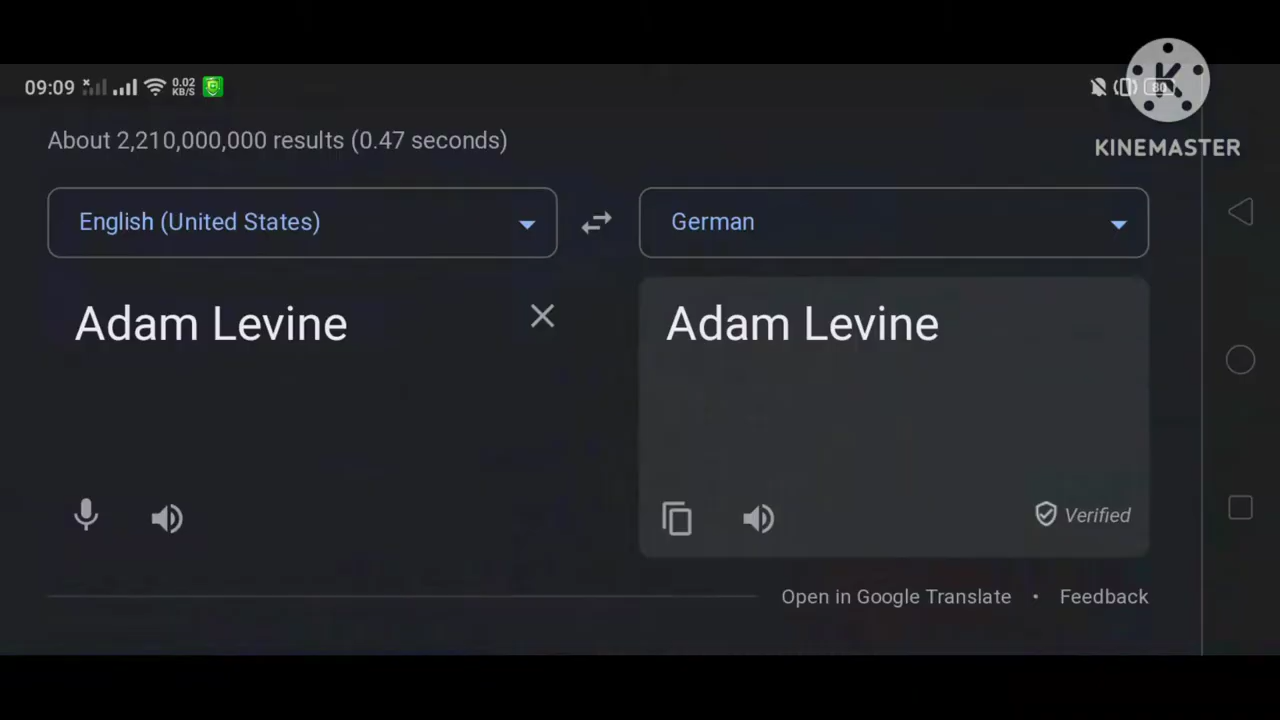 09:09 0.02 KB/S 80
KINEMASTER
About 2,210,000,000 results (0.47 seconds)
English (United States) German
Adam Levine Adam Levine
Verified
Open in Google Translate • Feedback